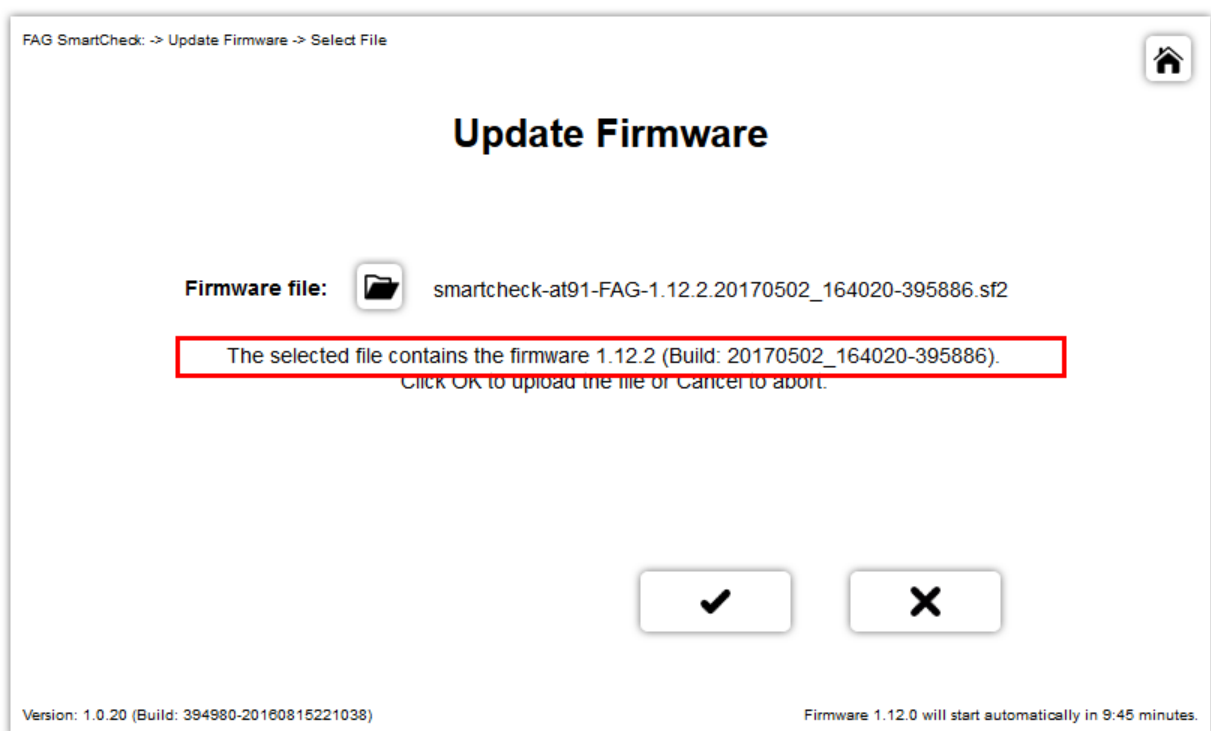 FAG SmartCheck: -> Update Firmware -> Select File
Update Firmware
Firmware file: smartcheck-at91-FAG-1.12.2.20170502_164020-395886.sf2
The selected file contains the firmware 1.12.2 (Build: 20170502_164020-395886).
Click OK to upload the file or Cancel to abort.
Version: 1.0.20 (Build: 394980-20160815221038)
Firmware 1.12.0 will start automatically in 9:45 minutes.